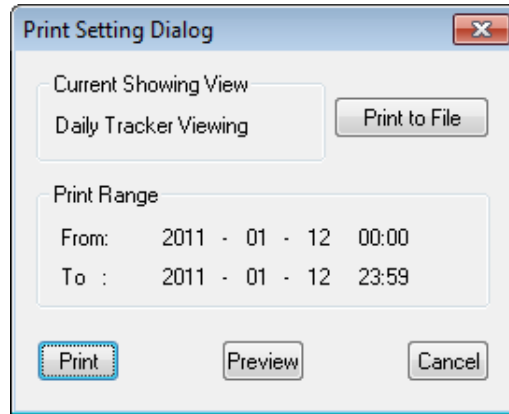 Print Setting Dialog
Current Showing View
Daily Tracker Viewing
Print to File
Print Range
From: 2011 - 01 - 12 00:00
To : 2011 - 01 - 12 23:59
Print Preview Cancel